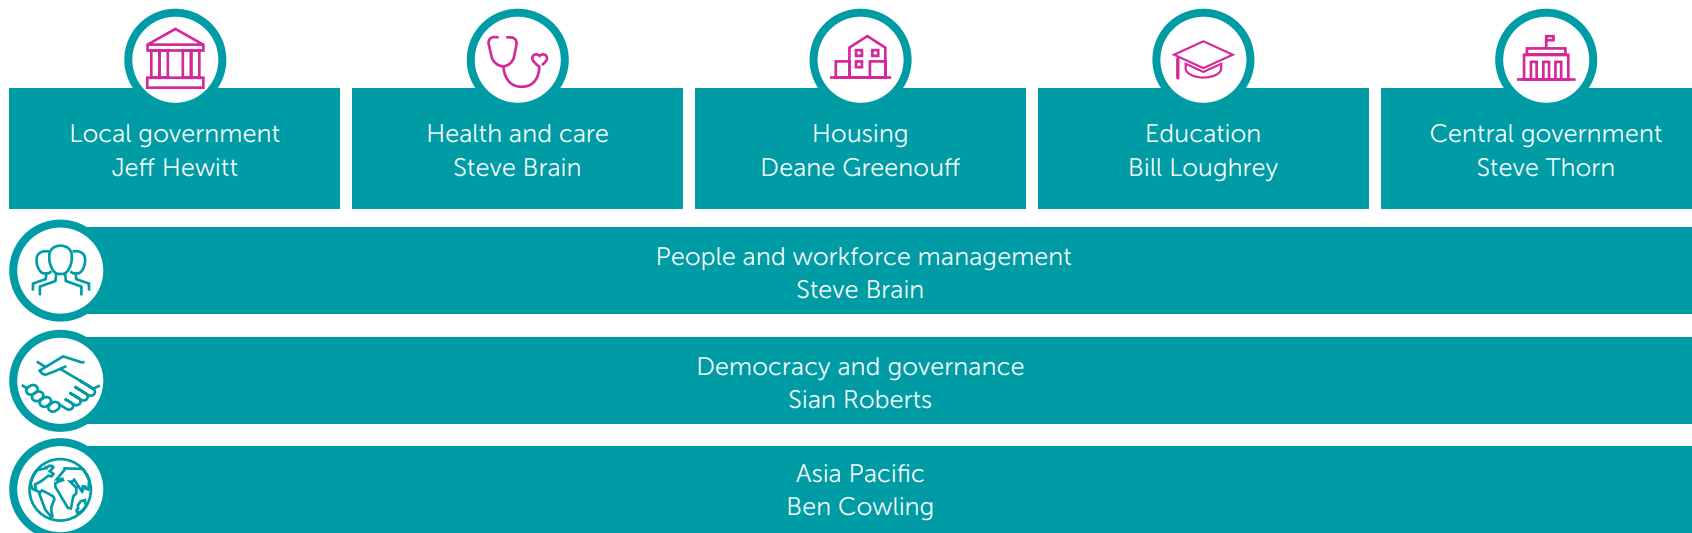 Local government
Jeff Hewitt
Health and care
Steve Brain
Housing
Deane Greenouff
Education
Bill Loughrey
Central government
Steve Thorn
People and workforce management
Steve Brain
Democracy and governance
Sian Roberts
Asia Pacific
Ben Cowling